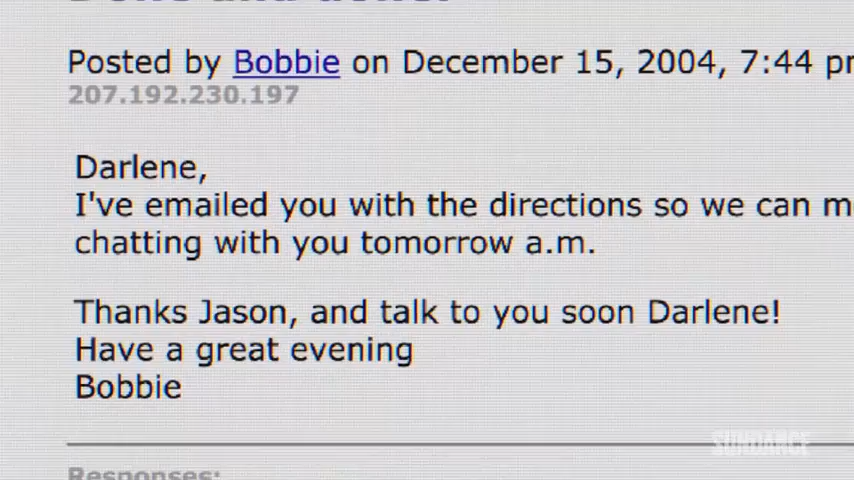 Posted by Bobbie on December 15, 2004, 7:44 pm
207.192.230.197
Darlene,
I've emailed you with the directions so we can m
chatting with you tomorrow a.m.
Thanks Jason, and talk to you soon Darlene!
Have a great evening
Bobbie
Responses:
SUNDANCE